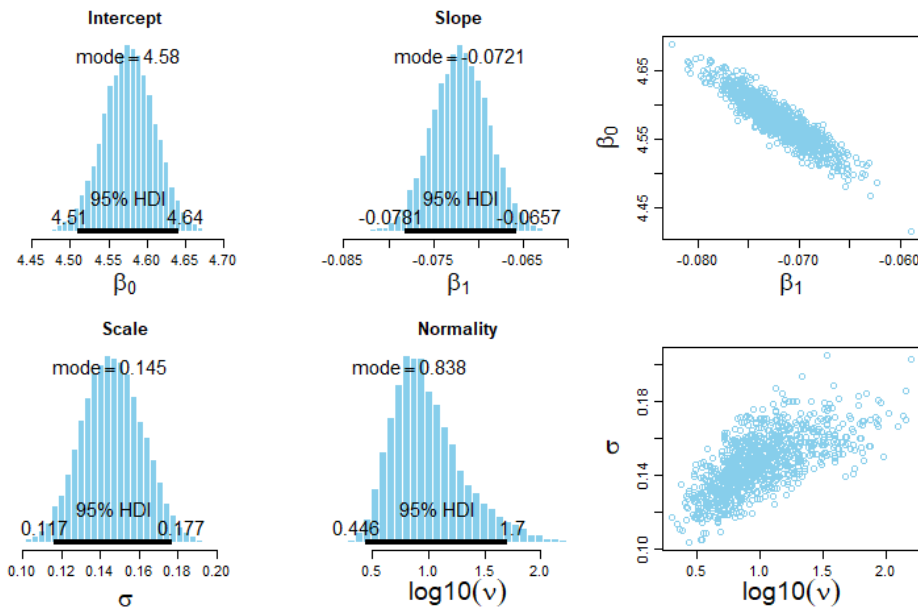 Intercept
mode = 4.58
95% HDI
4.51 4.64
4.45 4.50 4.55 4.60 4.65 4.70
β0
Slope
mode = -0.0721
95% HDI
-0.0781 -0.0657
-0.085 -0.075 -0.065
β1
4.65
4.55
4.45
β0
-0.080 -0.070 -0.060
β1
Scale
mode = 0.145
95% HDI
0.117 0.177
0.10 0.12 0.14 0.16 0.18 0.20
σ
Normality
mode = 0.838
95% HDI
0.446 1.7
0.5 1.0 1.5 2.0
log10(ν)
0.18
0.14
0.10
σ
0.5 1.0 1.5 2.0
log10(ν)